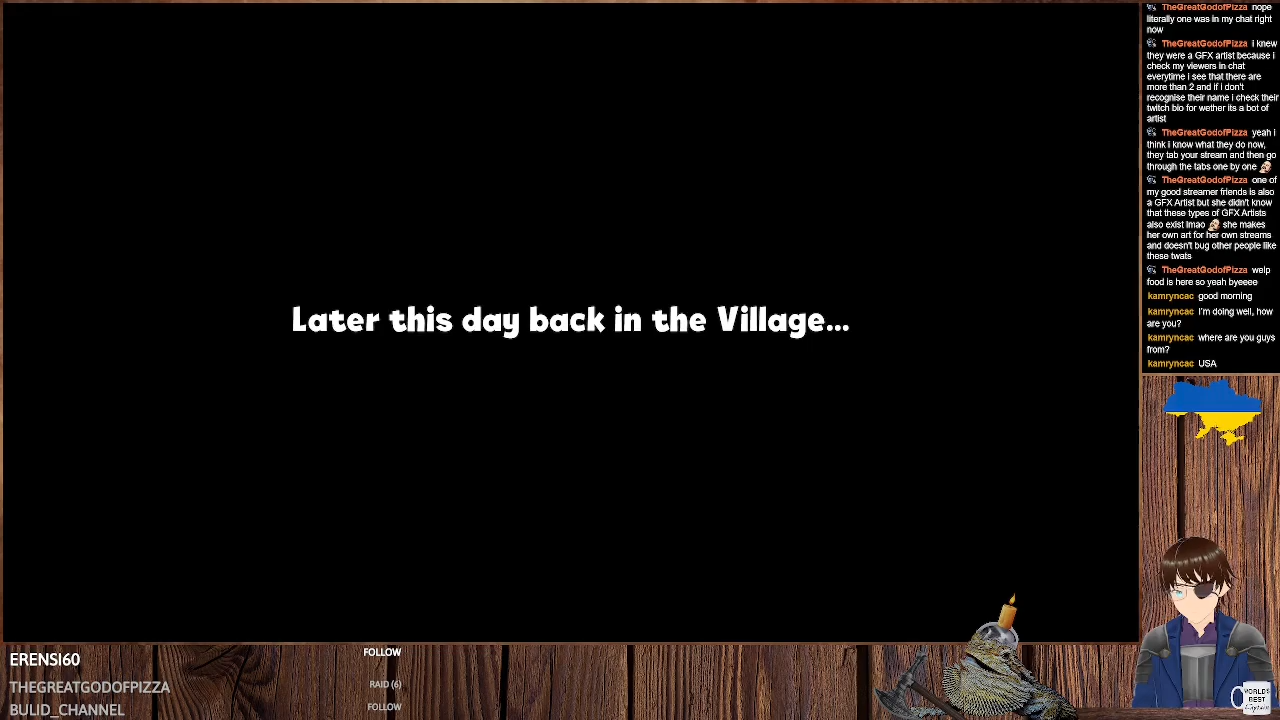 TheGreatGodofPizza nope
literally one was in my chat right
now
TheGreatGodofPizza i knew
they were a GFX artist because i
check my viewers in chat
everytime i see that there are
more than 2 and if i don't
recognise their name i check their
twitch bio for wether its a bot of
artist
TheGreatGodofPizza yeah i
think i know what they do now,
they tab your stream and then go
through the tabs one by one
TheGreatGodofPizza one of
my good streamer friends is also
a GFX Artist but she didn't know
that these types of GFX Artists
also exist lmao she makes
her own art for her own streams
and doesn't bug other people like
these twats
TheGreatGodofPizza welp
food is here so yeah byeeee
kamryncac good morning
kamryncac I'm doing well, how
are you?
kamryncac where are you guys
from?
kamryncac USA
Later this day back in the Village...
ERENSI60 FOLLOW
THEGREATGODOFPIZZA RAID (6)
BULID_CHANNEL FOLLOW
WORLD'S
BEST
Captain